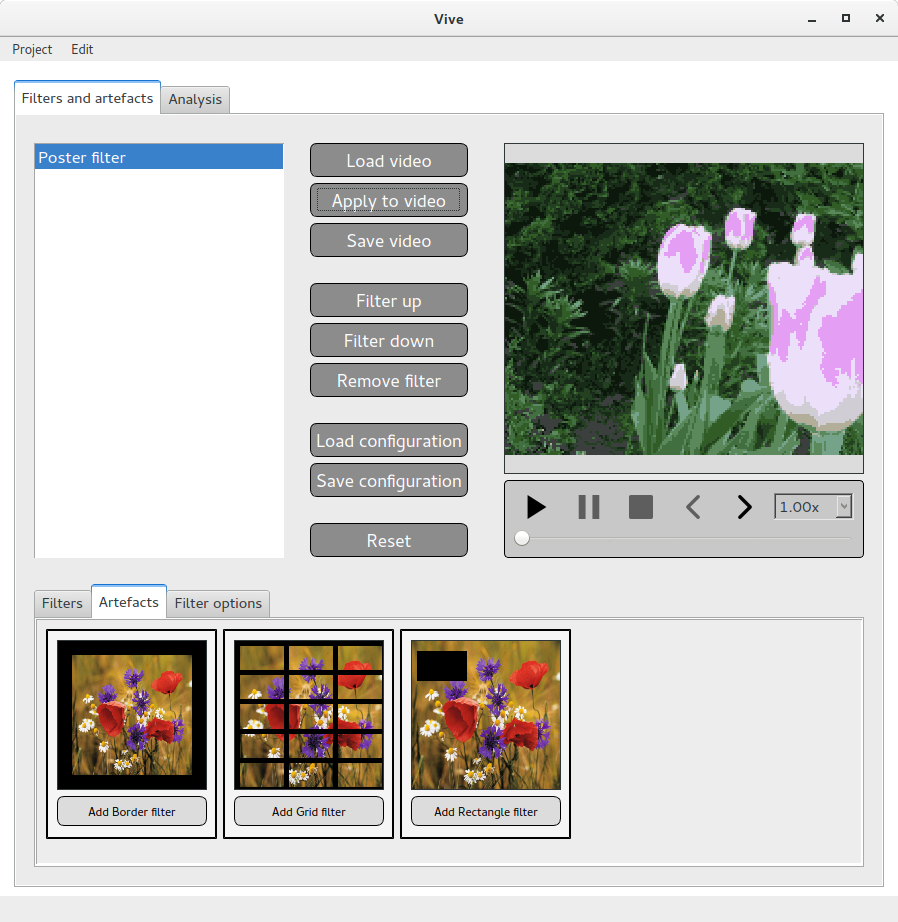 Vive
Project Edit
Filters and artefacts Analysis
Poster filter
Load video
Apply to video
Save video
Filter up
Filter down
Remove filter
Load configuration
Save configuration
Reset
1.00x
Filters Artefacts Filter options
Add Border filter Add Grid filter Add Rectangle filter